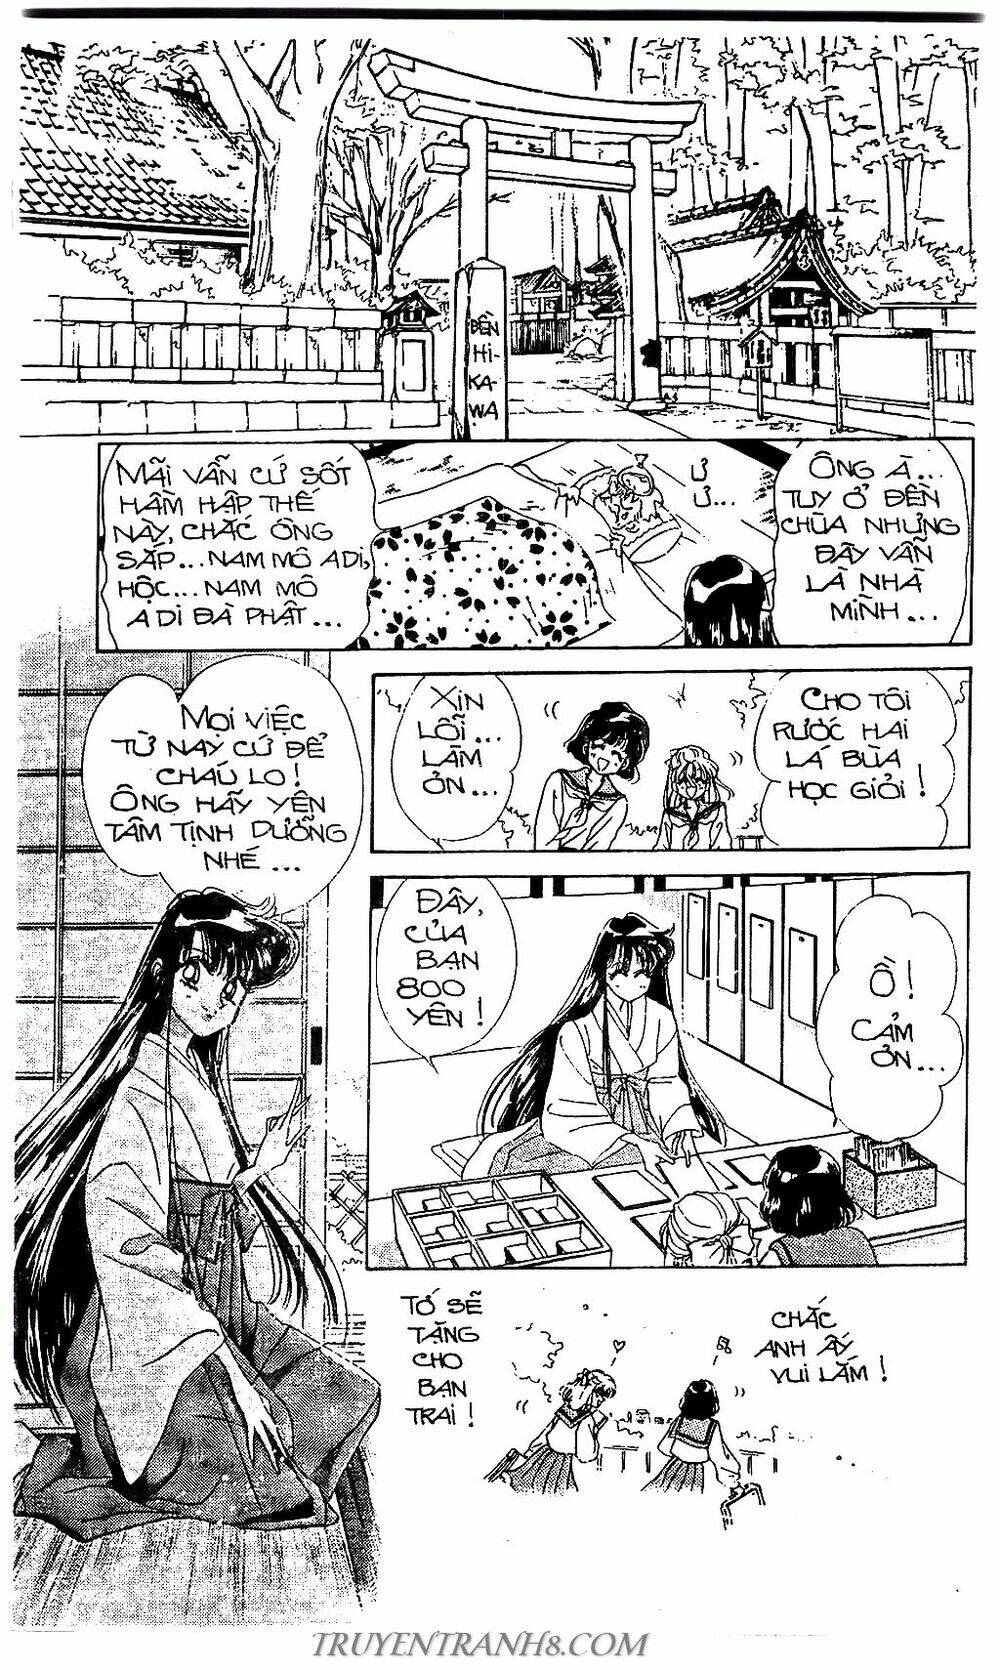 ĐỀN
HI-
KA-
WA
ÔNG À...
TUY Ở ĐỀN
CHÙA NHƯNG
ĐÂY VẪN
LÀ NHÀ
MÌNH...
Ư
Ư...
MÃI VẪN CỨ SỐT
HẦM HẬP THẾ
NÀY, CHẮC ÔNG
SẮP... NAM MÔ A DI,
HỘC... NAM MÔ
A DI ĐÀ PHẬT...
MỌI VIỆC
TỪ NAY CỨ ĐỂ
CHÁU LO!
ÔNG HÃY YÊN
TÂM TỊNH DƯỠNG
NHÉ...
CHO TÔI
RƯỚC HAI
LÁ BÙA
HỌC GIỎI!
XIN
LỖI...
LÀM
ƠN...
ĐÂY,
CỦA
BẠN
800
YÊN!
Ồ!
CẢM
ƠN...
CHẮC
ANH ẤY
VUI LẮM!
TỚ SẼ
TẶNG
CHO
BẠN
TRAI!
TRUYENTRANH8.COM